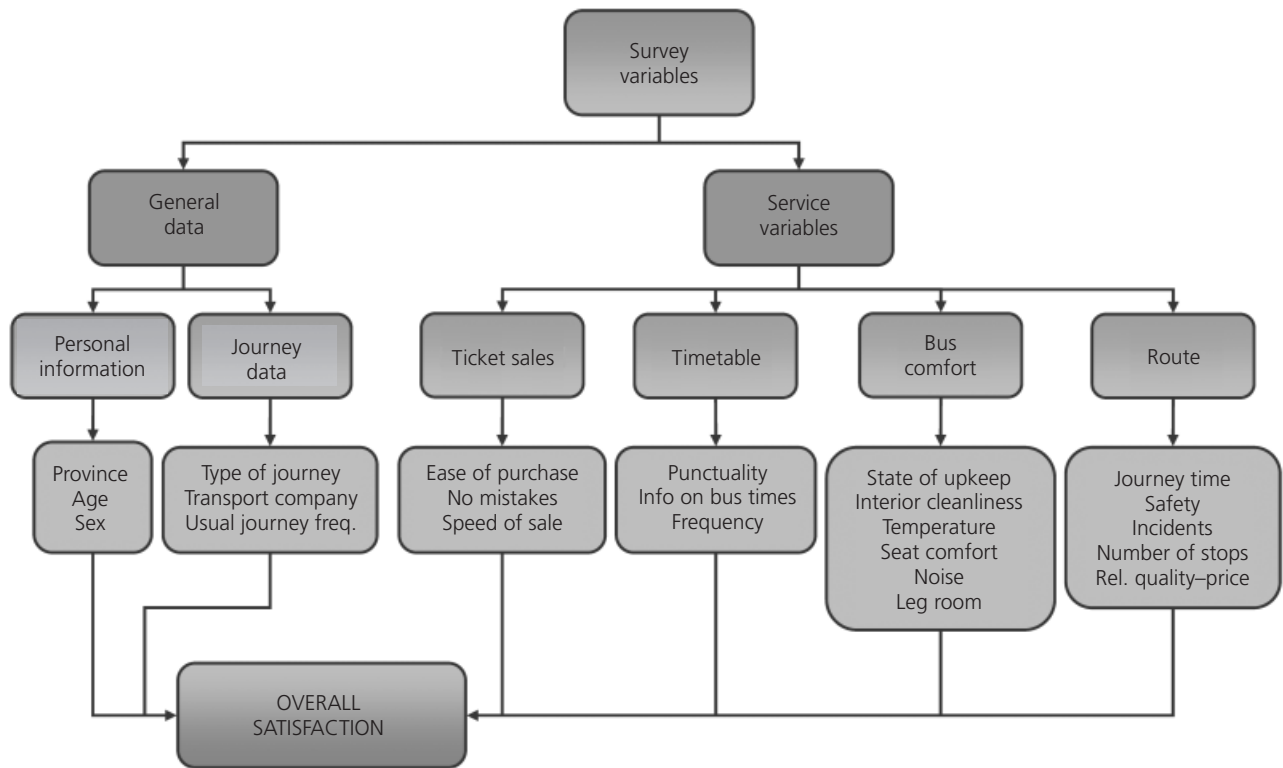 Survey
variables
General
data
Service
variables
Personal
information
Journey
data
Ticket sales
Timetable
Bus
comfort
Route
Province
Age
Sex
Type of journey
Transport company
Usual journey freq.
Ease of purchase
No mistakes
Speed of sale
Punctuality
Info on bus times
Frequency
State of upkeep
Interior cleanliness
Temperature
Seat comfort
Noise
Leg room
Journey time
Safety
Incidents
Number of stops
Rel. quality–price
OVERALL
SATISFACTION